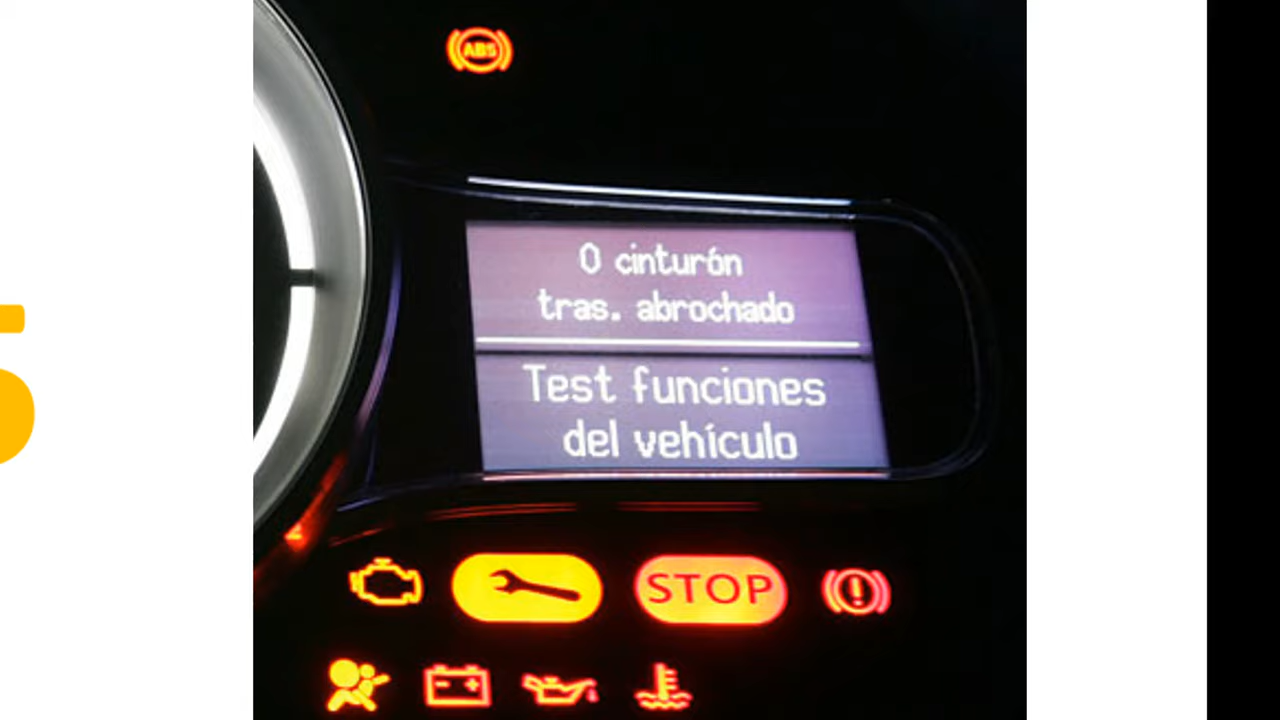 ABS
0 cinturón
tras. abrochado
Test funciones
del vehículo
STOP